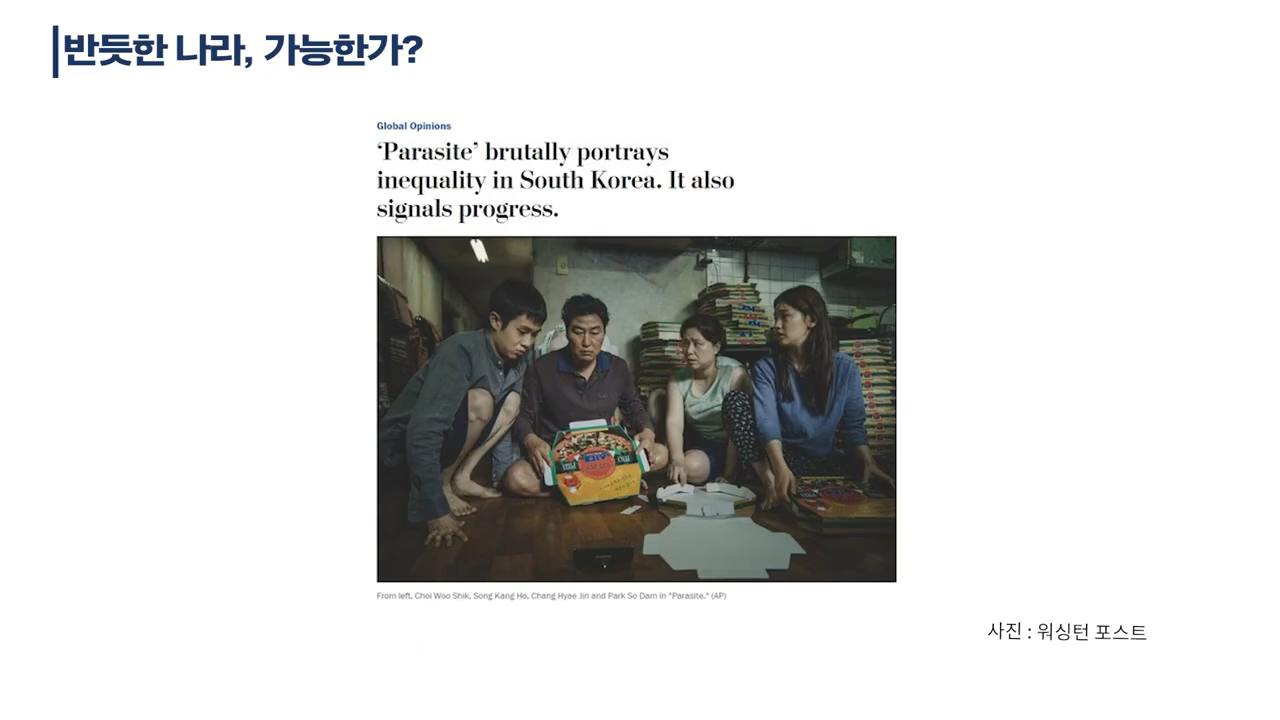 반듯한 나라, 가능한가?
Global Opinions
‘Parasite’ brutally portrays
inequality in South Korea. It also
signals progress.
From left, Choi Woo Shik, Song Kang Ho, Chang Hyae Jin and Park So Dam in "Parasite." (AP)
사진 : 워싱턴 포스트